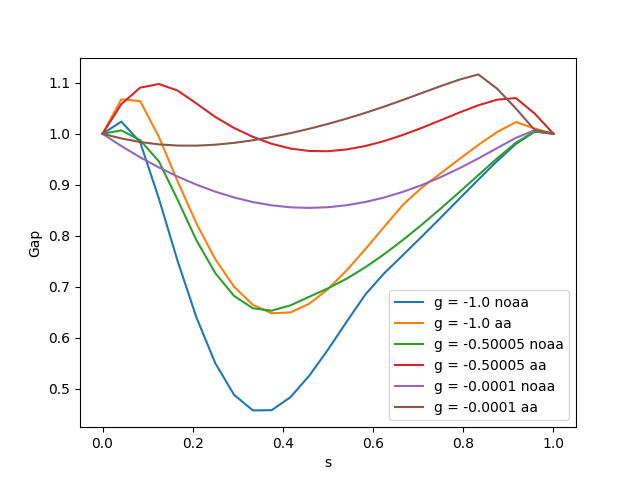 1.1
1.0
0.9
0.8
0.7
0.6
0.5
Gap
0.0
0.2
0.4
0.6
0.8
1.0
s
g = -1.0 noaa
g = -1.0 aa
g = -0.50005 noaa
g = -0.50005 aa
g = -0.0001 noaa
g = -0.0001 aa